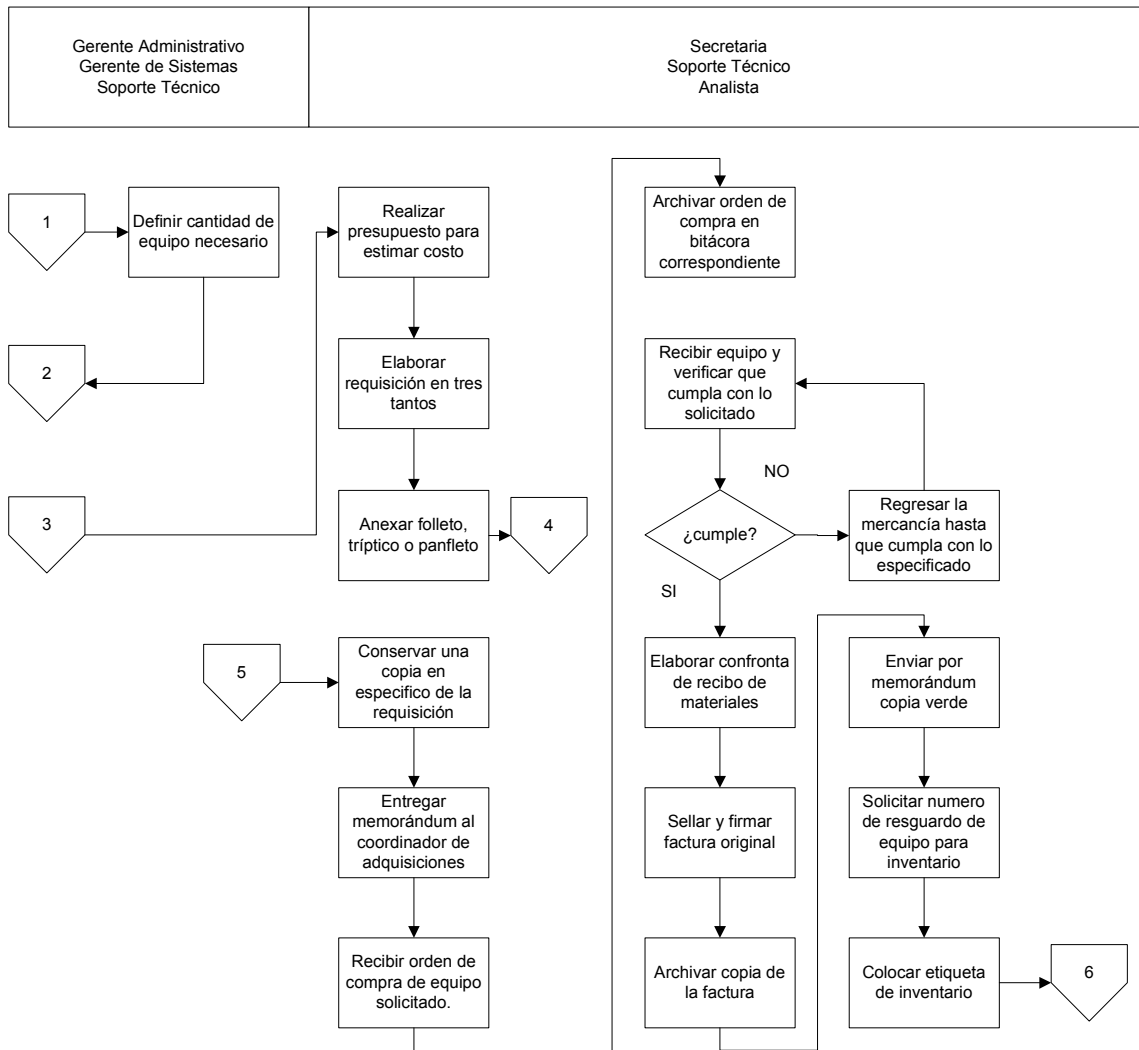 Gerente Administrativo
Gerente de Sistemas
Soporte Técnico
Secretaria
Soporte Técnico
Analista
1
Definir cantidad de
equipo necesario
2
3
Realizar
presupuesto para
estimar costo
Elaborar
requisición en tres
tantos
Anexar folleto,
tríptico o panfleto
4
5
Conservar una
copia en
especifico de la
requisición
Entregar
memorándum al
coordinador de
adquisiciones
Recibir orden de
compra de equipo
solicitado.
Archivar orden de
compra en
bitácora
correspondiente
Recibir equipo y
verificar que
cumpla con lo
solicitado
¿cumple?
NO
Regresar la
mercancía hasta
que cumpla con lo
especificado
SI
Elaborar confronta
de recibo de
materiales
Sellar y firmar
factura original
Archivar copia de
la factura
Enviar por
memorándum
copia verde
Solicitar numero
de resguardo de
equipo para
inventario
Colocar etiqueta
de inventario
6